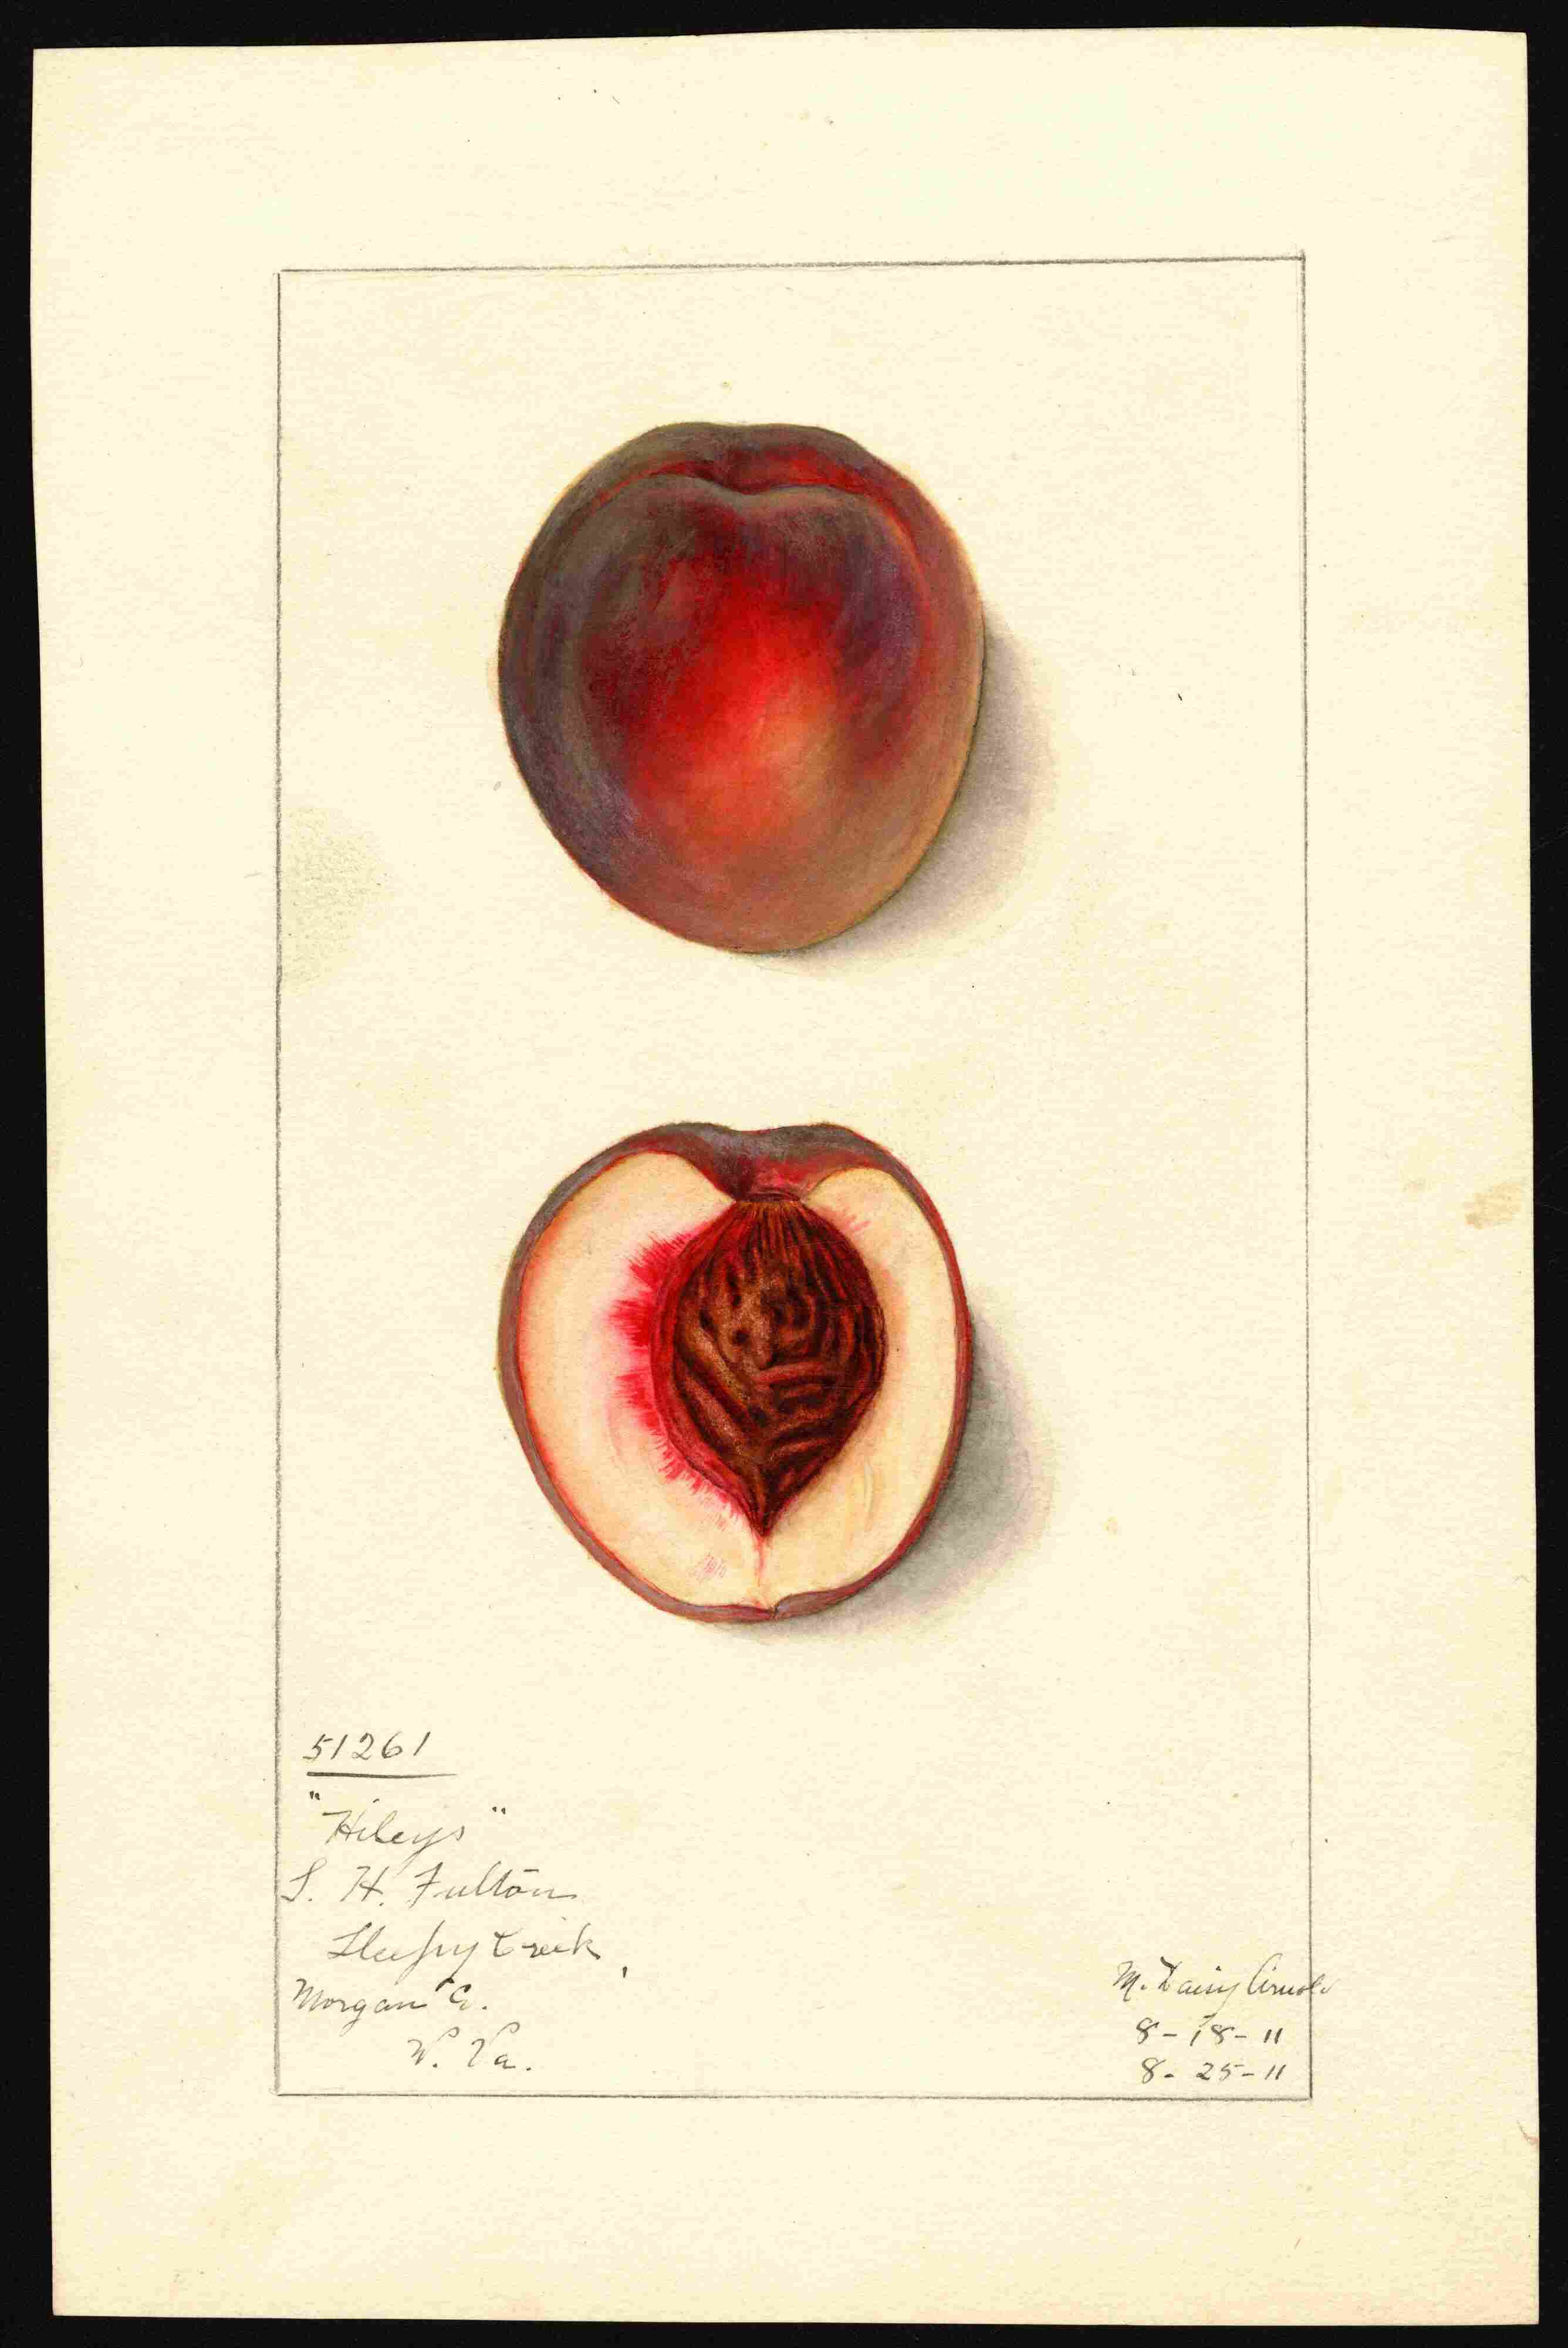 51261
"Hileys"
S. H. Fulton
Sleepy Creek,
Morgan Co.
W. Va.
M. Daisy Arnold
8-18-11
8-25-11